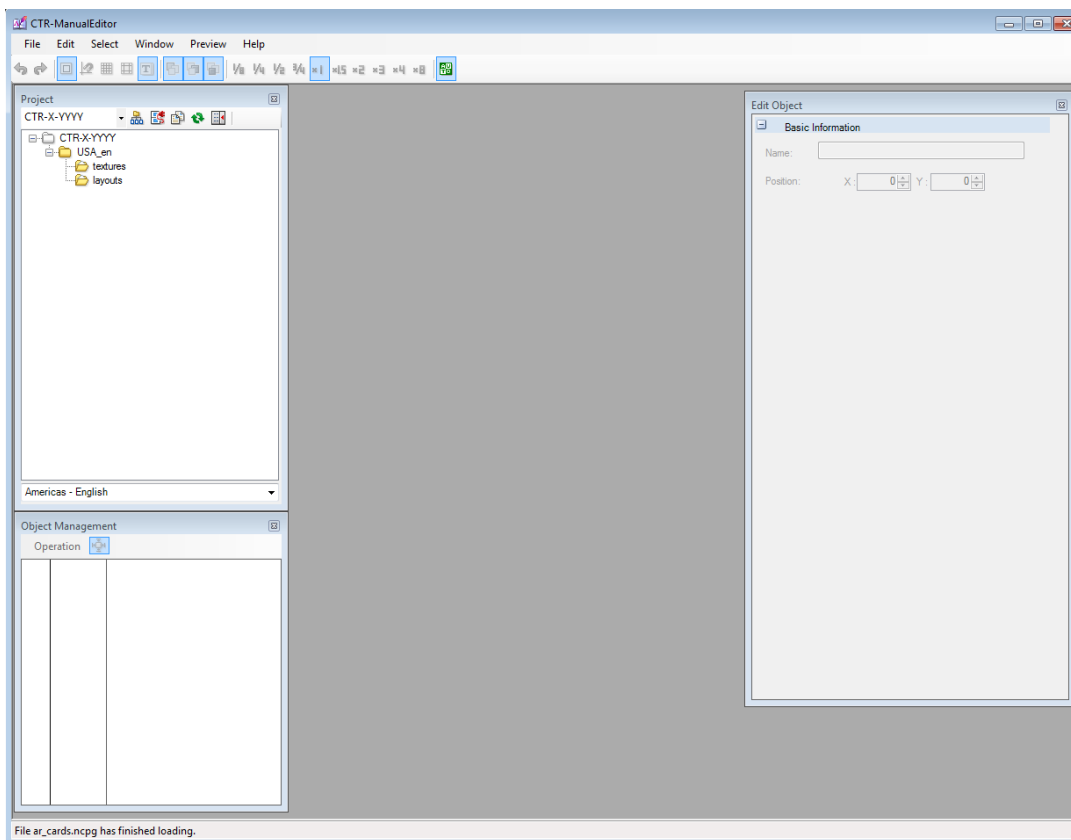 CTR-ManualEditor
File Edit Select Window Preview Help
1/8 1/4 1/2 3/4 ×1 ×1.5 ×2 ×3 ×4 ×8
Project
CTR-X-YYYY
CTR-X-YYYY
USA_en
textures
layouts
Americas - English
Object Management
Operation
Edit Object
Basic Information
Name:
Position: X: 0 Y: 0
File ar_cards.ncpg has finished loading.